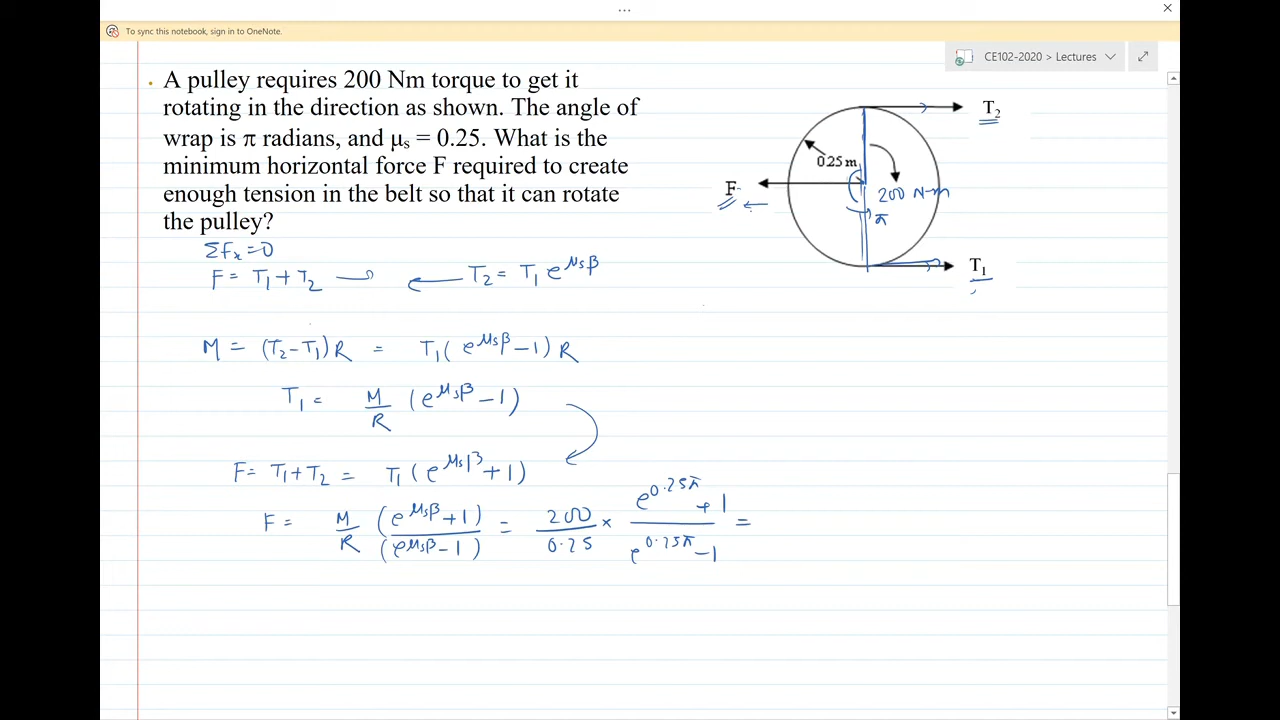 To sync this notebook, sign in to OneNote.
CE102-2020 > Lectures
A pulley requires 200 Nm torque to get it
rotating in the direction as shown. The angle of
wrap is π radians, and μs = 0.25. What is the
minimum horizontal force F required to create
enough tension in the belt so that it can rotate
the pulley?
T2
0.25 m
F
200 N-m
π
T1
Σfx=0
F = T1 + T2
T2 = T1 e^μsβ
M = (T2-T1)R = T1(e^μsβ-1)R
T1 = M/R (e^μsβ-1)
F= T1+T2 = T1(e^μsβ+1)
F = M/R (e^μsβ+1)/(e^μsβ-1) = 200/0.25 × e^0.25π + 1/e^0.25π - 1 =